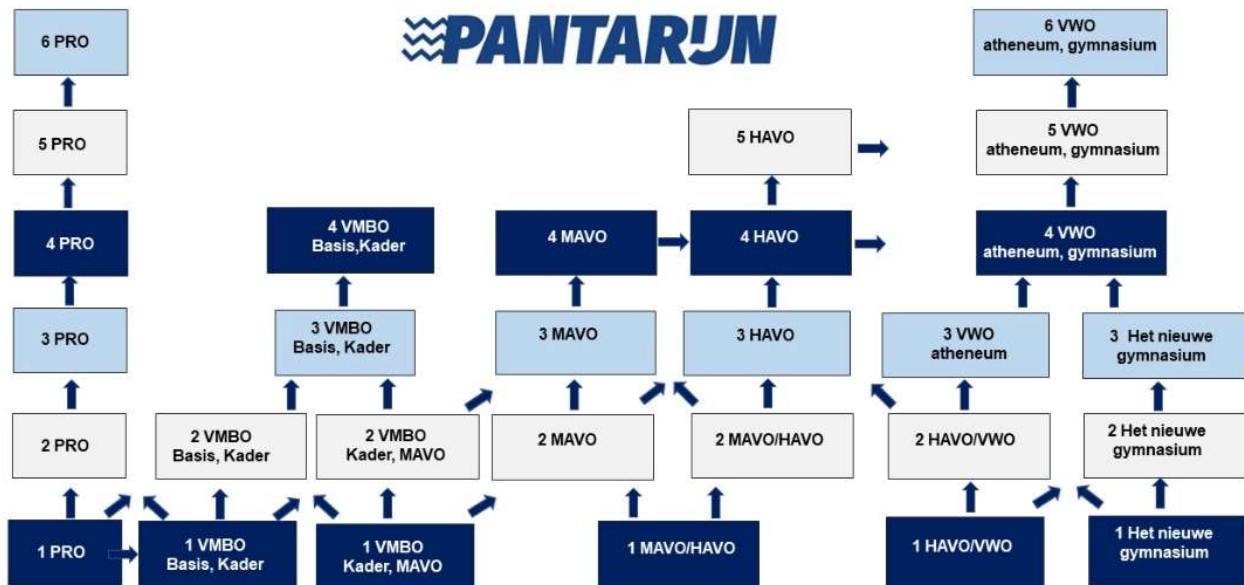 PANTARIJN
6 PRO
6 VWO
atheneum, gymnasium
5 PRO
5 HAVO
5 VWO
atheneum, gymnasium
4 PRO
4 VMBO
Basis,Kader
4 MAVO
4 HAVO
4 VWO
atheneum, gymnasium
3 PRO
3 VMBO
Basis, Kader
3 MAVO
3 HAVO
3 VWO
atheneum
3 Het nieuwe
gymnasium
2 PRO
2 VMBO
Basis, Kader
2 VMBO
Kader, MAVO
2 MAVO
2 MAVO/HAVO
2 HAVO/VWO
2 Het nieuwe
gymnasium
1 PRO
1 VMBO
Basis, Kader
1 VMBO
Kader, MAVO
1 MAVO/HAVO
1 HAVO/VWO
1 Het nieuwe
gymnasium